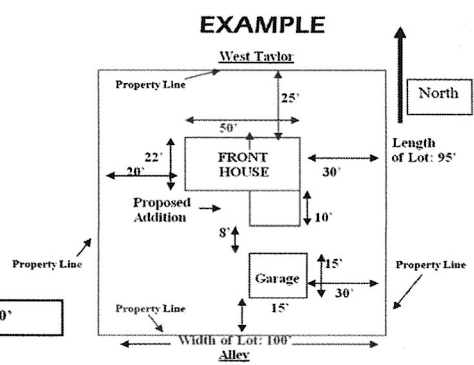 EXAMPLE
West Taylor
Property Line
North
25'
50'
Length
of Lot: 95'
22'
FRONT
HOUSE
20'
30'
Proposed
Addition
10'
8'
Property Line
Garage
15'
Property Line
30'
0'
Property Line
15'
Width of Lot: 100'
Alley